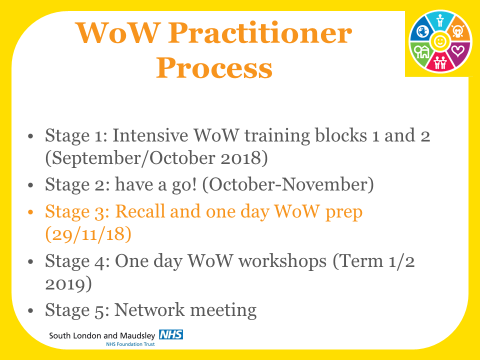 WoW Practitioner
Process
• Stage 1: Intensive WoW training blocks 1 and 2
(September/October 2018)
• Stage 2: have a go! (October-November)
• Stage 3: Recall and one day WoW prep
(29/11/18)
• Stage 4: One day WoW workshops (Term 1/2
2019)
• Stage 5: Network meeting
South London and Maudsley NHS
NHS Foundation Trust